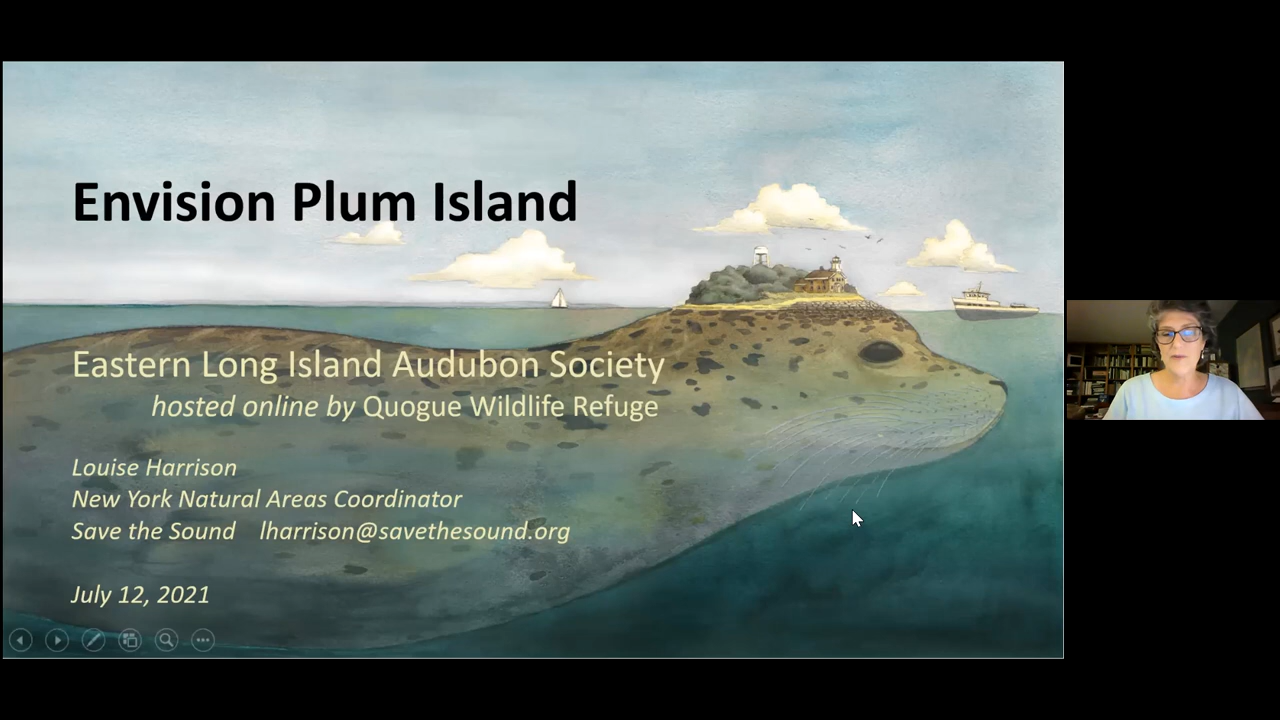 Envision Plum Island
Eastern Long Island Audubon Society
hosted online by Quogue Wildlife Refuge
Louise Harrison
New York Natural Areas Coordinator
Save the Sound lharrison@savethesound.org
July 12, 2021